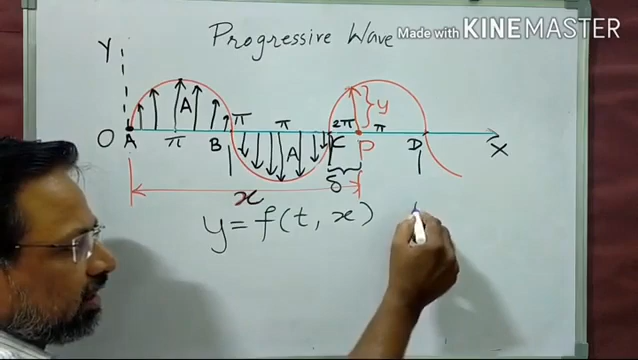 Progressive Wave
Made with KINEMASTER
Y
A A y
π π 2π
O A π B C P π D X
δ
x
y = f(t, x)